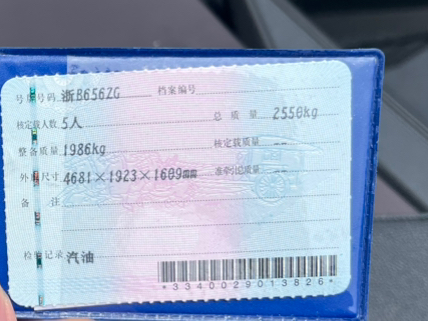 号牌号码 浙B656ZG 档案编号
核定载人数 5人 总质量 2550kg
整备质量 1986kg 核定载质量 --
外廓尺寸 4681×1923×1609mm 准牵引总质量 --
备注
检验记录 汽油
*3340029013826*